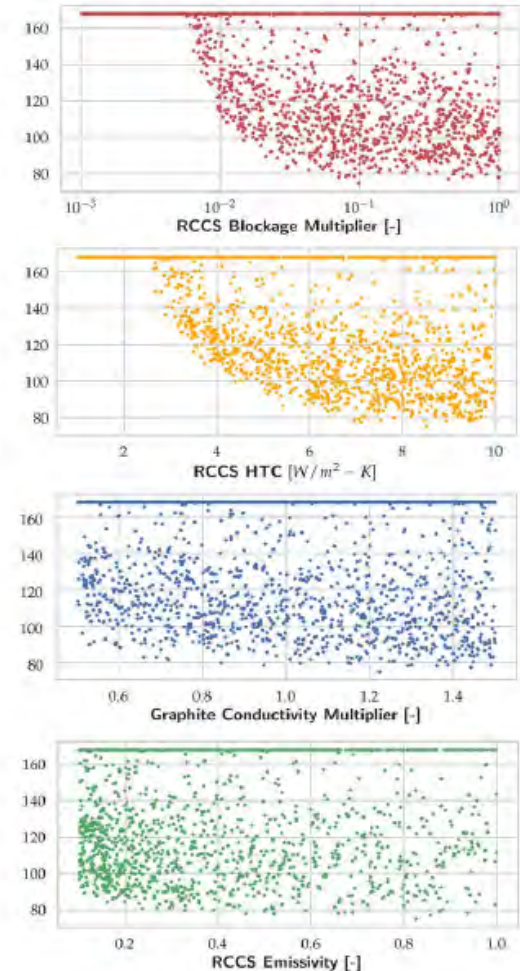 160
140
120
100
80
10⁻³ 10⁻² 10⁻¹ 10⁰
RCCS Blockage Multiplier [-]
160
140
120
100
80
2 4 6 8 10
RCCS HTC [W/m² – K]
160
140
120
100
80
0.6 0.8 1.0 1.2 1.4
Graphite Conductivity Multiplier [-]
160
140
120
100
80
0.2 0.4 0.6 0.8 1.0
RCCS Emissivity [-]